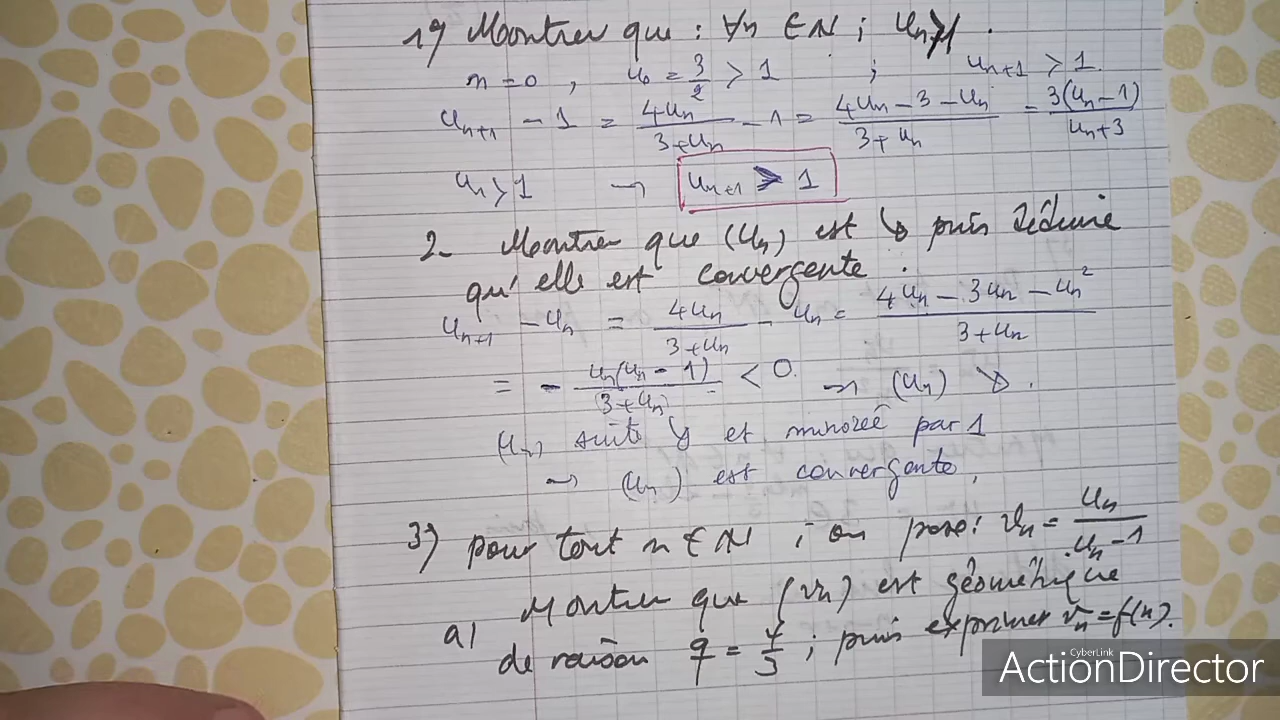 1) Montrer que : ∀n ∈ ℕ ; Un > 1 .
n = 0 , U0 = 3/2 > 1 ; Un+1 > 1
Un+1 - 1 = 4Un/(3+Un) - 1 = (4Un - 3 - Un)/(3+Un) = 3(Un - 1)/(Un+3)
Un > 1 → Un+1 > 1
2- Montrer que (Un) est ↘ puis déduire
qu'elle est convergente .
Un+1 - Un = 4Un/(3+Un) - Un = (4Un - 3Un - Un²)/(3+Un)
= - Un(Un - 1)/(3+Un) < 0. → (Un) ↘ .
(Un) suite ↘ et minorée par 1
→ (Un) est convergente,
3) pour tout n ∈ ℕ ; on pose : Vn = Un/(Un - 1)
a) Montrer que (Vn) est géométrique
de raison q = 4/3 ; puis exprimer Vn = f(n).
CyberLink
ActionDirector